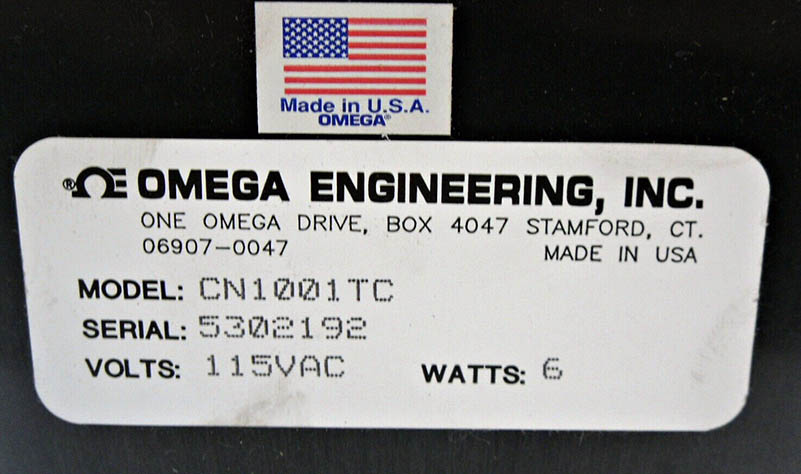 Made in U.S.A.
OMEGA®
®ΩE OMEGA ENGINEERING, INC.
ONE OMEGA DRIVE, BOX 4047 STAMFORD, CT.
06907-0047 MADE IN USA
MODEL: CN1001TC
SERIAL: 5302192
VOLTS: 115VAC WATTS: 6